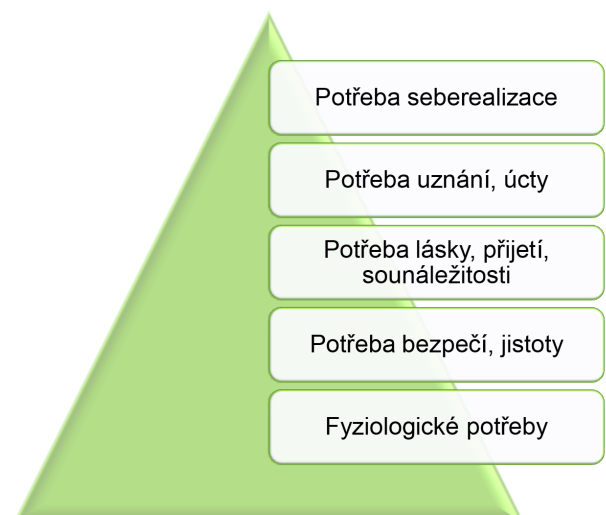 Potřeba seberealizace
Potřeba uznání, úcty
Potřeba lásky, přijetí,
sounáležitosti
Potřeba bezpečí, jistoty
Fyziologické potřeby